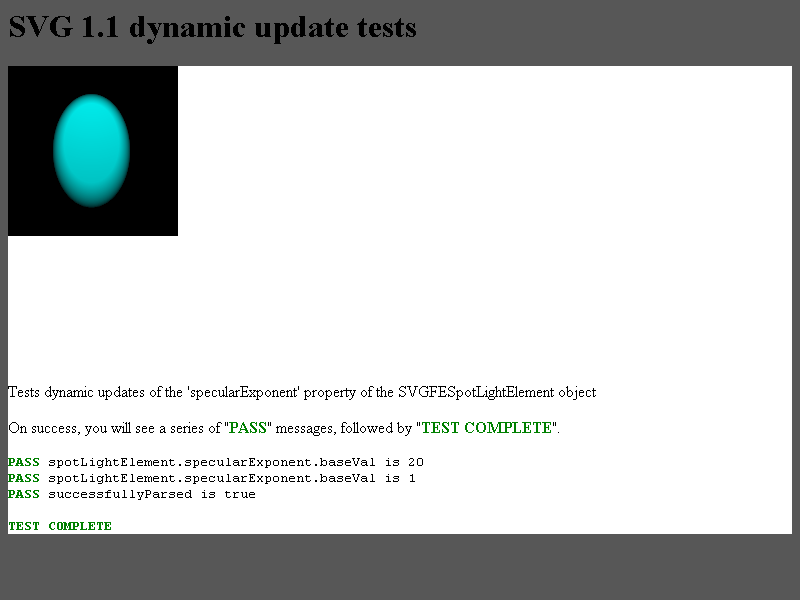 SVG 1.1 dynamic update tests
Tests dynamic updates of the 'specularExponent' property of the SVGFESpotLightElement object
On success, you will see a series of "PASS" messages, followed by "TEST COMPLETE".
PASS spotLightElement.specularExponent.baseVal is 20
PASS spotLightElement.specularExponent.baseVal is 1
PASS successfullyParsed is true
TEST COMPLETE